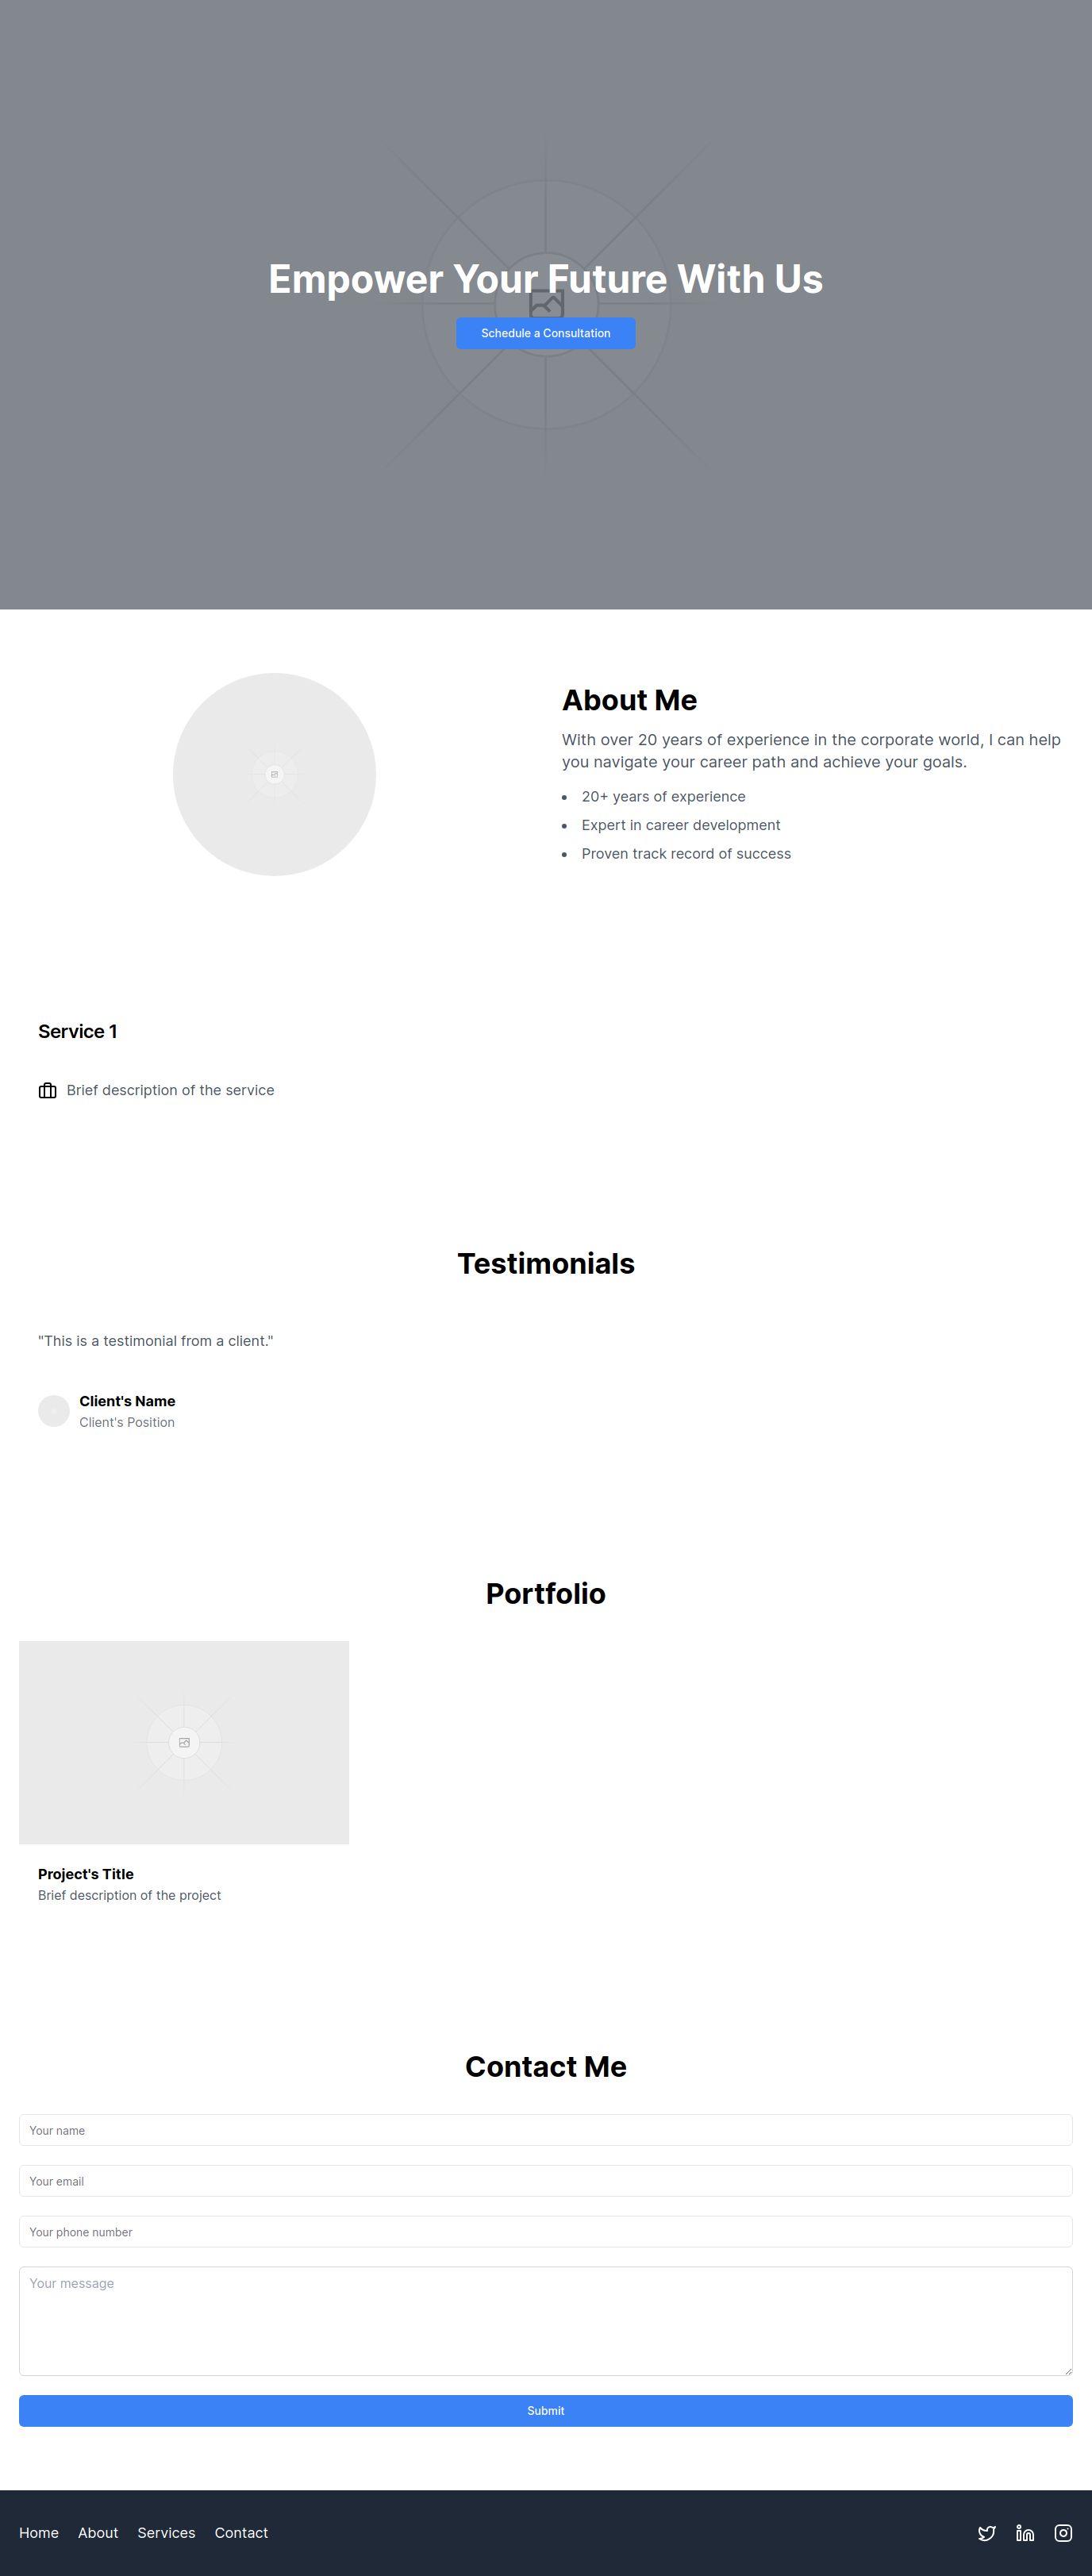 Empower Your Future With Us
Schedule a Consultation
About Me
With over 20 years of experience in the corporate world, I can help
you navigate your career path and achieve your goals.
20+ years of experience
Expert in career development
Proven track record of success
Service 1
Brief description of the service
Testimonials
"This is a testimonial from a client."
Client's Name
Client's Position
Portfolio
Project's Title
Brief description of the project
Contact Me
Your name
Your email
Your phone number
Your message
Submit
Home About Services Contact